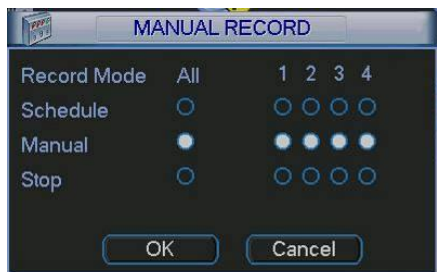 MANUAL RECORD
Record Mode All 1 2 3 4
Schedule
Manual
Stop
OK Cancel